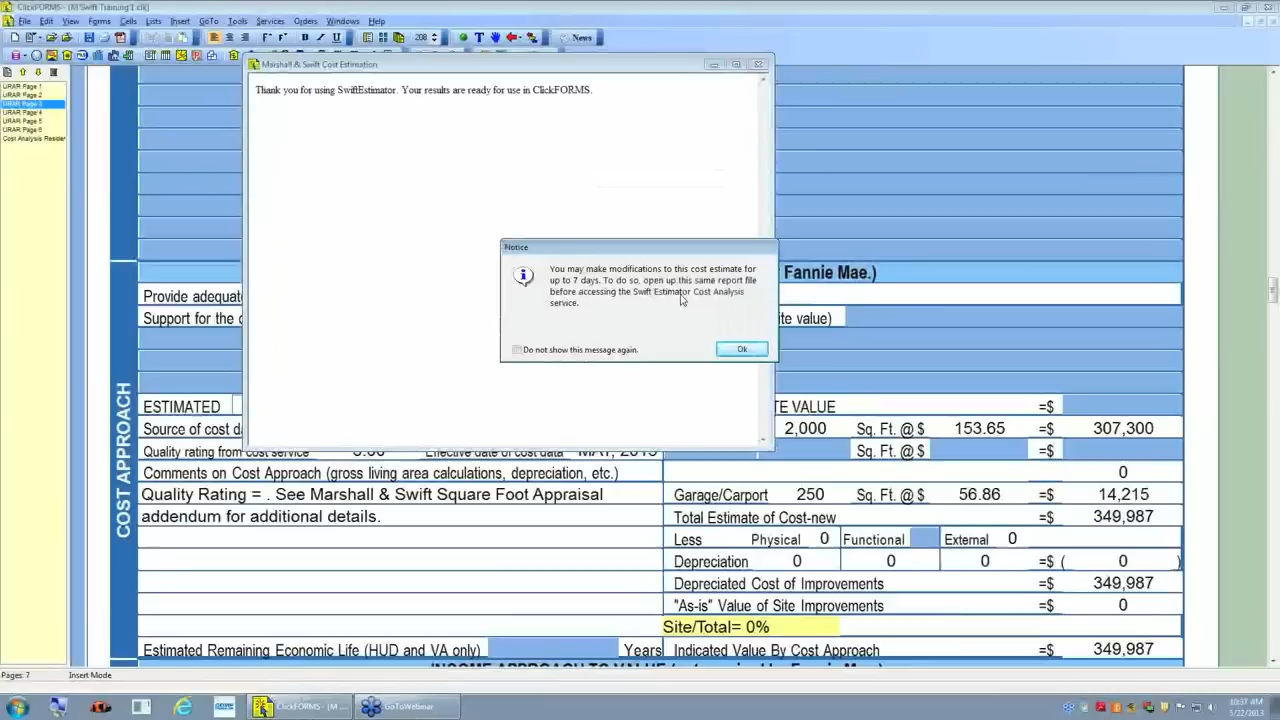 ClickFORMS - [M Swift Training 1.clk]
File Edit View Forms Cells Lists Insert GoTo Tools Services Orders Windows Help
B I U 208 T News
Marshall & Swift Cost Estimation
Thank you for using SwiftEstimator. Your results are ready for use in ClickFORMS.
URAR Page 1
URAR Page 2
URAR Page 3
URAR Page 4
URAR Page 5
URAR Page 6
Cost Analysis Resider
Notice
You may make modifications to this cost estimate for
up to 7 days. To do so, open up this same report file
before accessing the Swift Estimator Cost Analysis
service.
Do not show this message again.
Ok
Fannie Mae.)
Provide adequat
Support for the
te value)
COST APPROACH
ESTIMATED
TE VALUE =$
Source of cost da
2,000 Sq. Ft. @ $ 153.65 =$ 307,300
Quality rating from cost service Effective date of cost data
Sq. Ft. @ $ =$
Comments on Cost Approach (gross living area calculations, depreciation, etc.)
0
Quality Rating = . See Marshall & Swift Square Foot Appraisal
addendum for additional details.
Garage/Carport 250 Sq. Ft. @ $ 56.86 =$ 14,215
Total Estimate of Cost-new =$ 349,987
Less Physical 0 Functional External 0
Depreciation 0 0 0 =$ ( 0 )
Depreciated Cost of Improvements =$ 349,987
"As-is" Value of Site Improvements =$ 0
Site/Total= 0%
Estimated Remaining Economic Life (HUD and VA only) Years
Indicated Value By Cost Approach =$ 349,987
Pages: 7 Insert Mode
ClickFORMS - [M ...
GoToWebinar
10:37 AM
5/22/2013